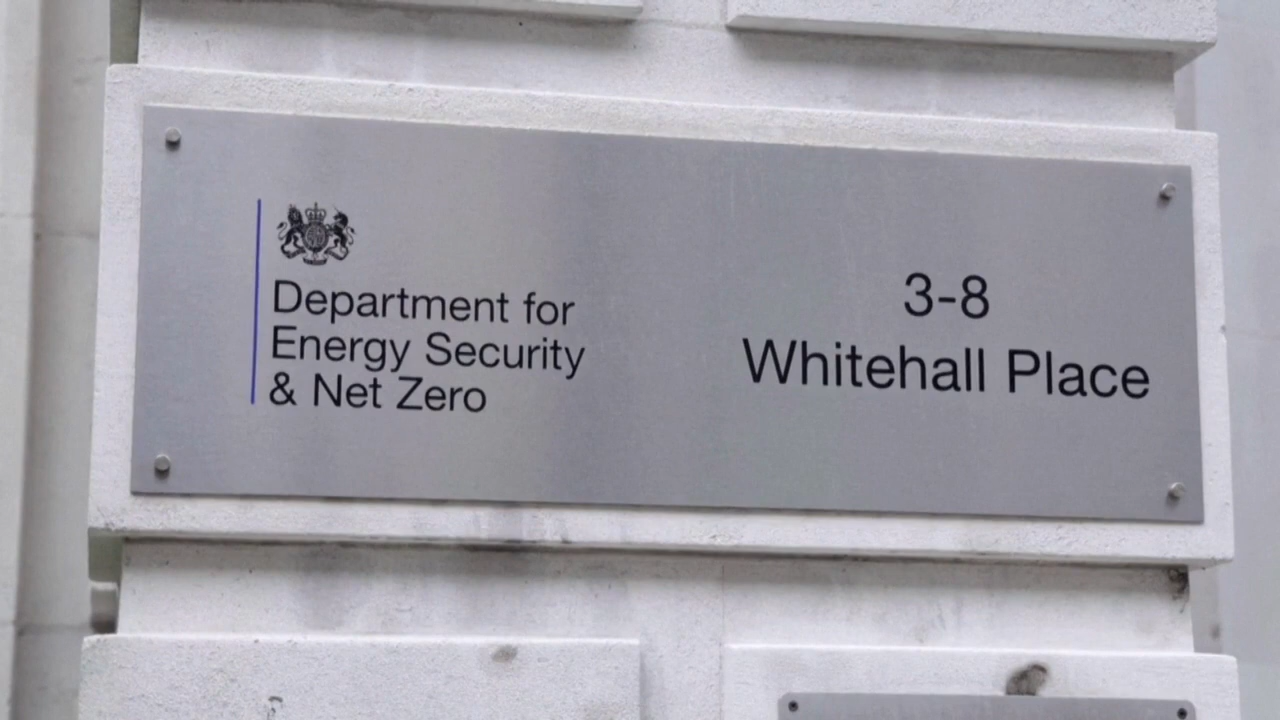 Department for
Energy Security
& Net Zero
3-8
Whitehall Place